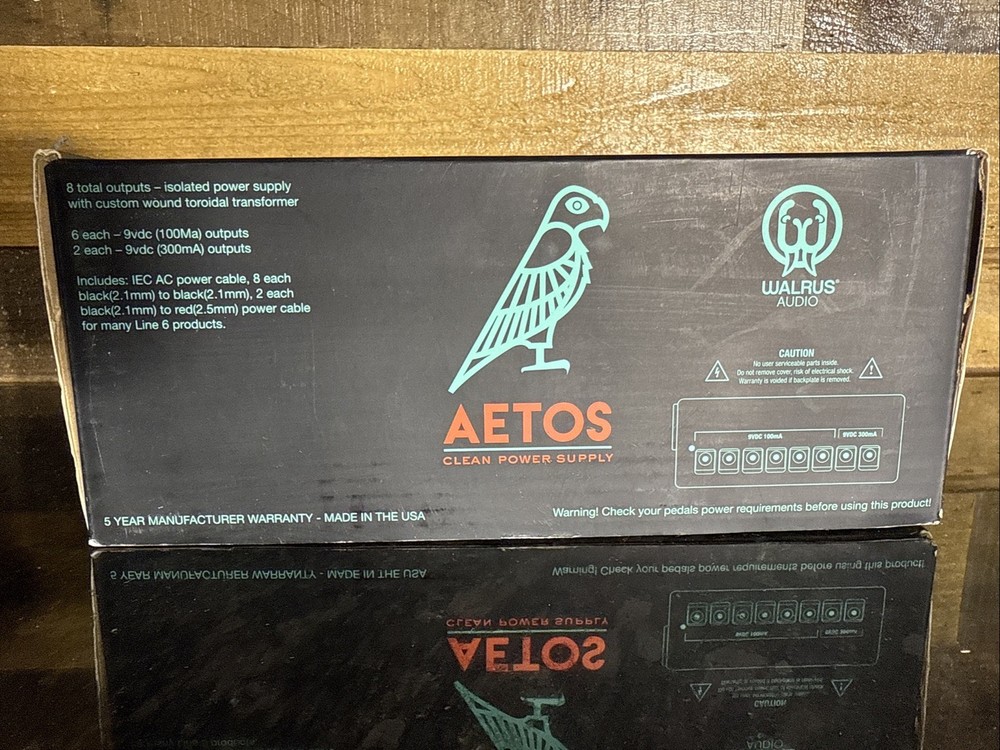 8 total outputs – isolated power supply
with custom wound toroidal transformer
6 each – 9vdc (100Ma) outputs
2 each – 9vdc (300mA) outputs
Includes: IEC AC power cable, 8 each
black(2.1mm) to black(2.1mm), 2 each
black(2.1mm) to red(2.5mm) power cable
for many Line 6 products.
AETOS
CLEAN POWER SUPPLY
WALRUS®
AUDIO
CAUTION
No user serviceable parts inside.
Do not remove cover, risk of electrical shock.
Warranty is voided if backplate is removed.
9VDC 100mA
9VDC 300mA
5 YEAR MANUFACTURER WARRANTY - MADE IN THE USA
Warning! Check your pedals power requirements before using this product!